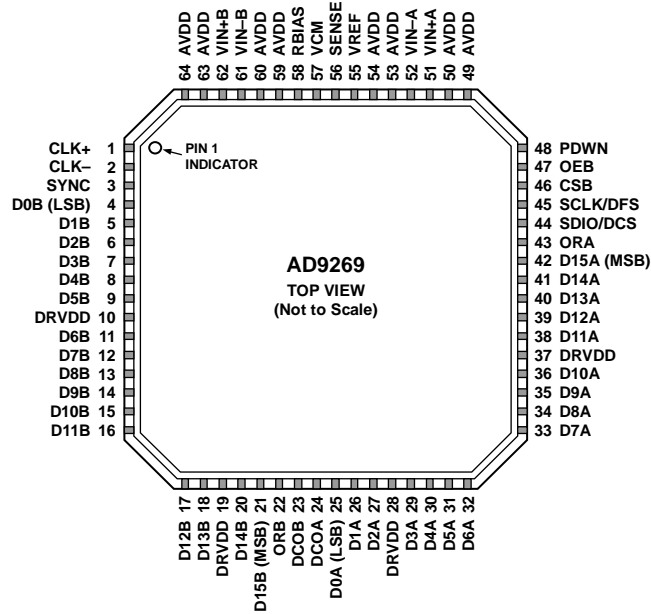 64 AVDD
63 AVDD
62 VIN+B
61 VIN–B
60 AVDD
59 AVDD
58 RBIAS
57 VCM
56 SENSE
55 VREF
54 AVDD
53 AVDD
52 VIN–A
51 VIN+A
50 AVDD
49 AVDD
CLK+ 1
CLK– 2
SYNC 3
D0B (LSB) 4
D1B 5
D2B 6
D3B 7
D4B 8
D5B 9
DRVDD 10
D6B 11
D7B 12
D8B 13
D9B 14
D10B 15
D11B 16
PIN 1
INDICATOR
AD9269
TOP VIEW
(Not to Scale)
48 PDWN
47 OEB
46 CSB
45 SCLK/DFS
44 SDIO/DCS
43 ORA
42 D15A (MSB)
41 D14A
40 D13A
39 D12A
38 D11A
37 DRVDD
36 D10A
35 D9A
34 D8A
33 D7A
D12B 17
D13B 18
DRVDD 19
D14B 20
D15B (MSB) 21
ORB 22
DCOB 23
DCOA 24
D0A (LSB) 25
D1A 26
D2A 27
DRVDD 28
D3A 29
D4A 30
D5A 31
D6A 32